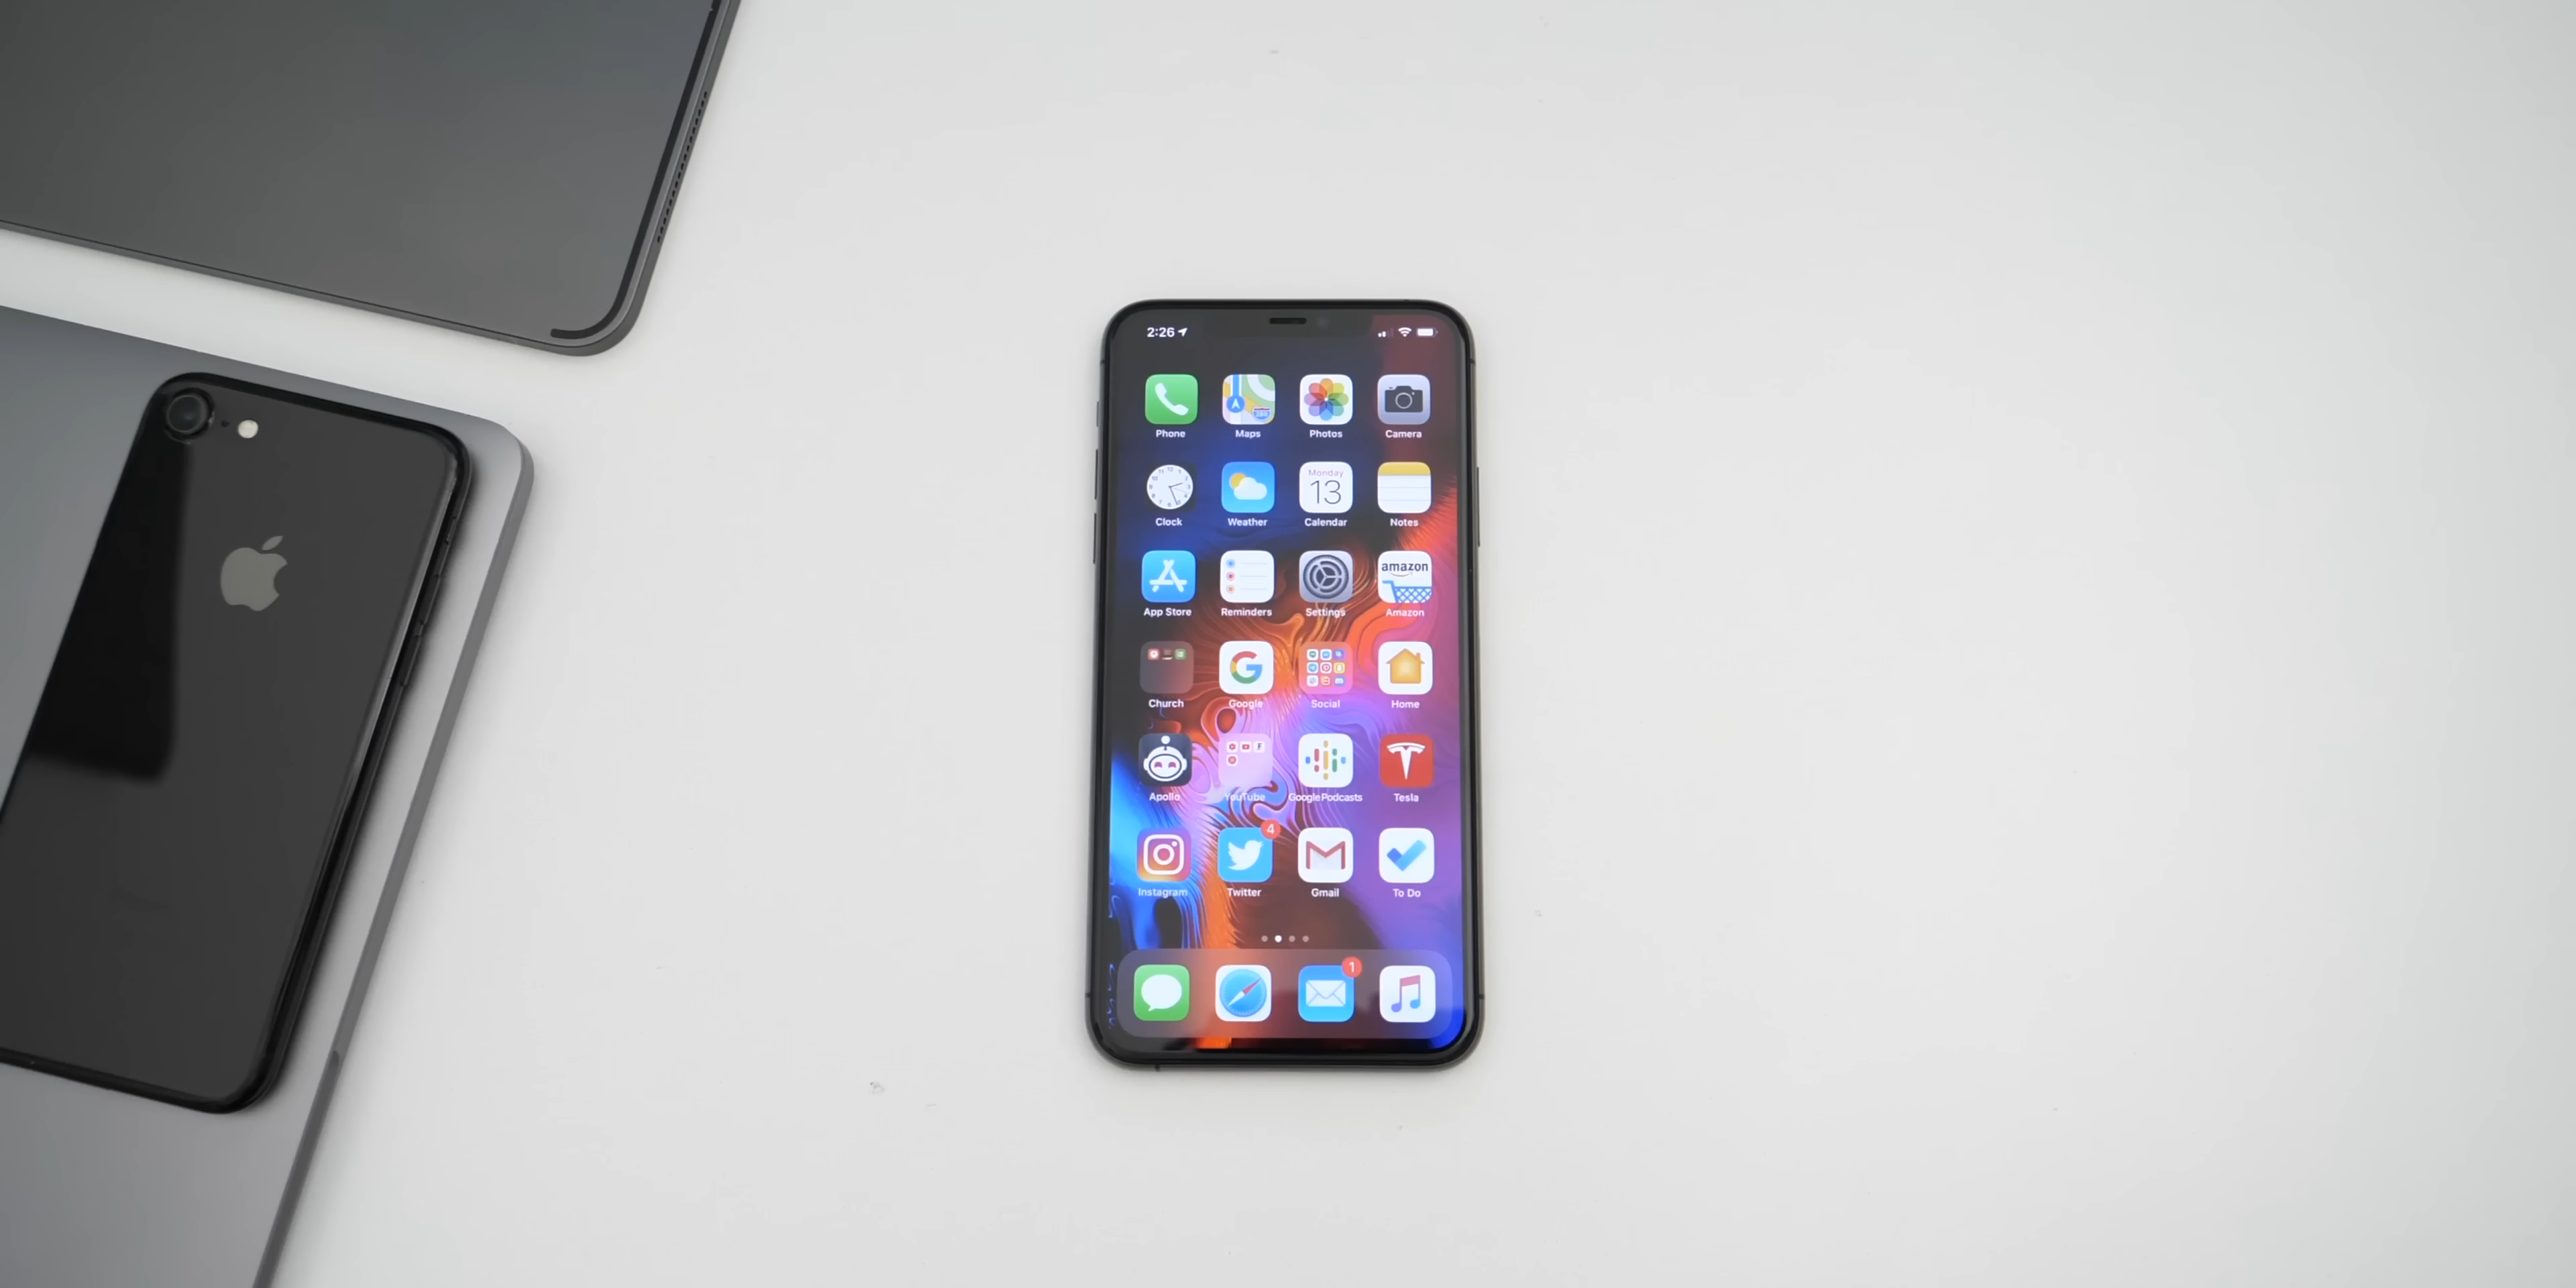 2:26
Phone Maps Photos Camera
Monday
13
Clock Weather Calendar Notes
amazon
App Store Reminders Settings Amazon
Church Google Social Home
Apollo YouTube Google Podcasts Tesla
4
Instagram Twitter Gmail To Do
1